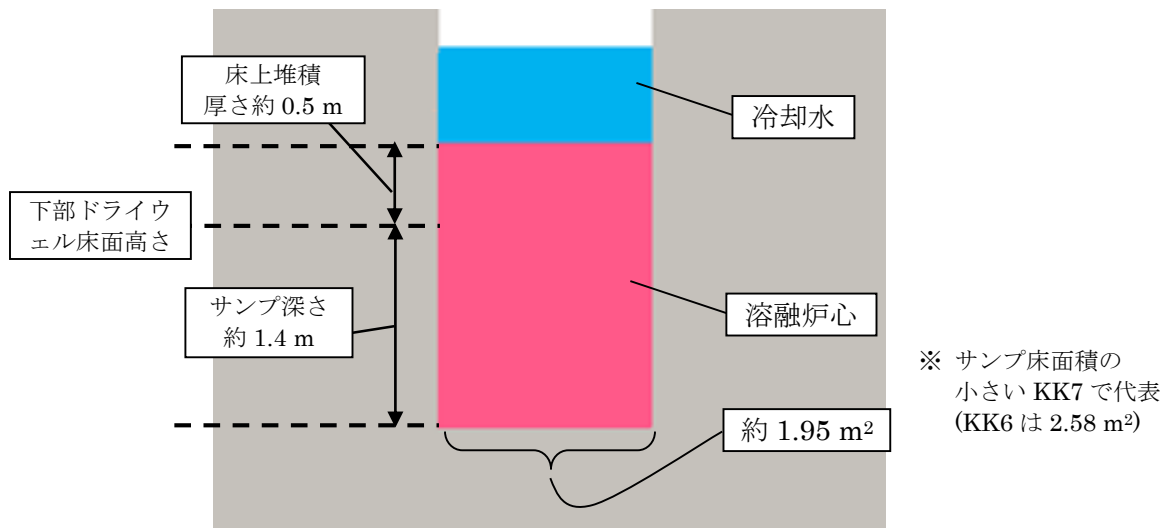 床上堆積
厚さ約 0.5 m
冷却水
下部ドライウ
ェル床面高さ
サンプ深さ
約 1.4 m
溶融炉心
※ サンプ床面積の
小さい KK7 で代表
(KK6 は 2.58 m²)
約 1.95 m²